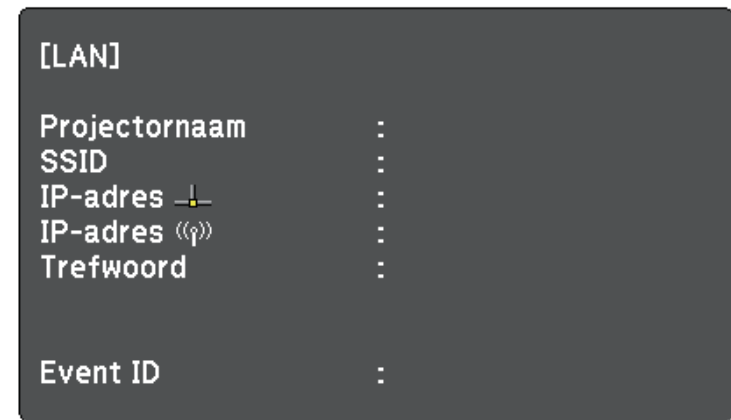 [LAN]
Projectornaam :
SSID :
IP-adres :
IP-adres :
Trefwoord :
Event ID :